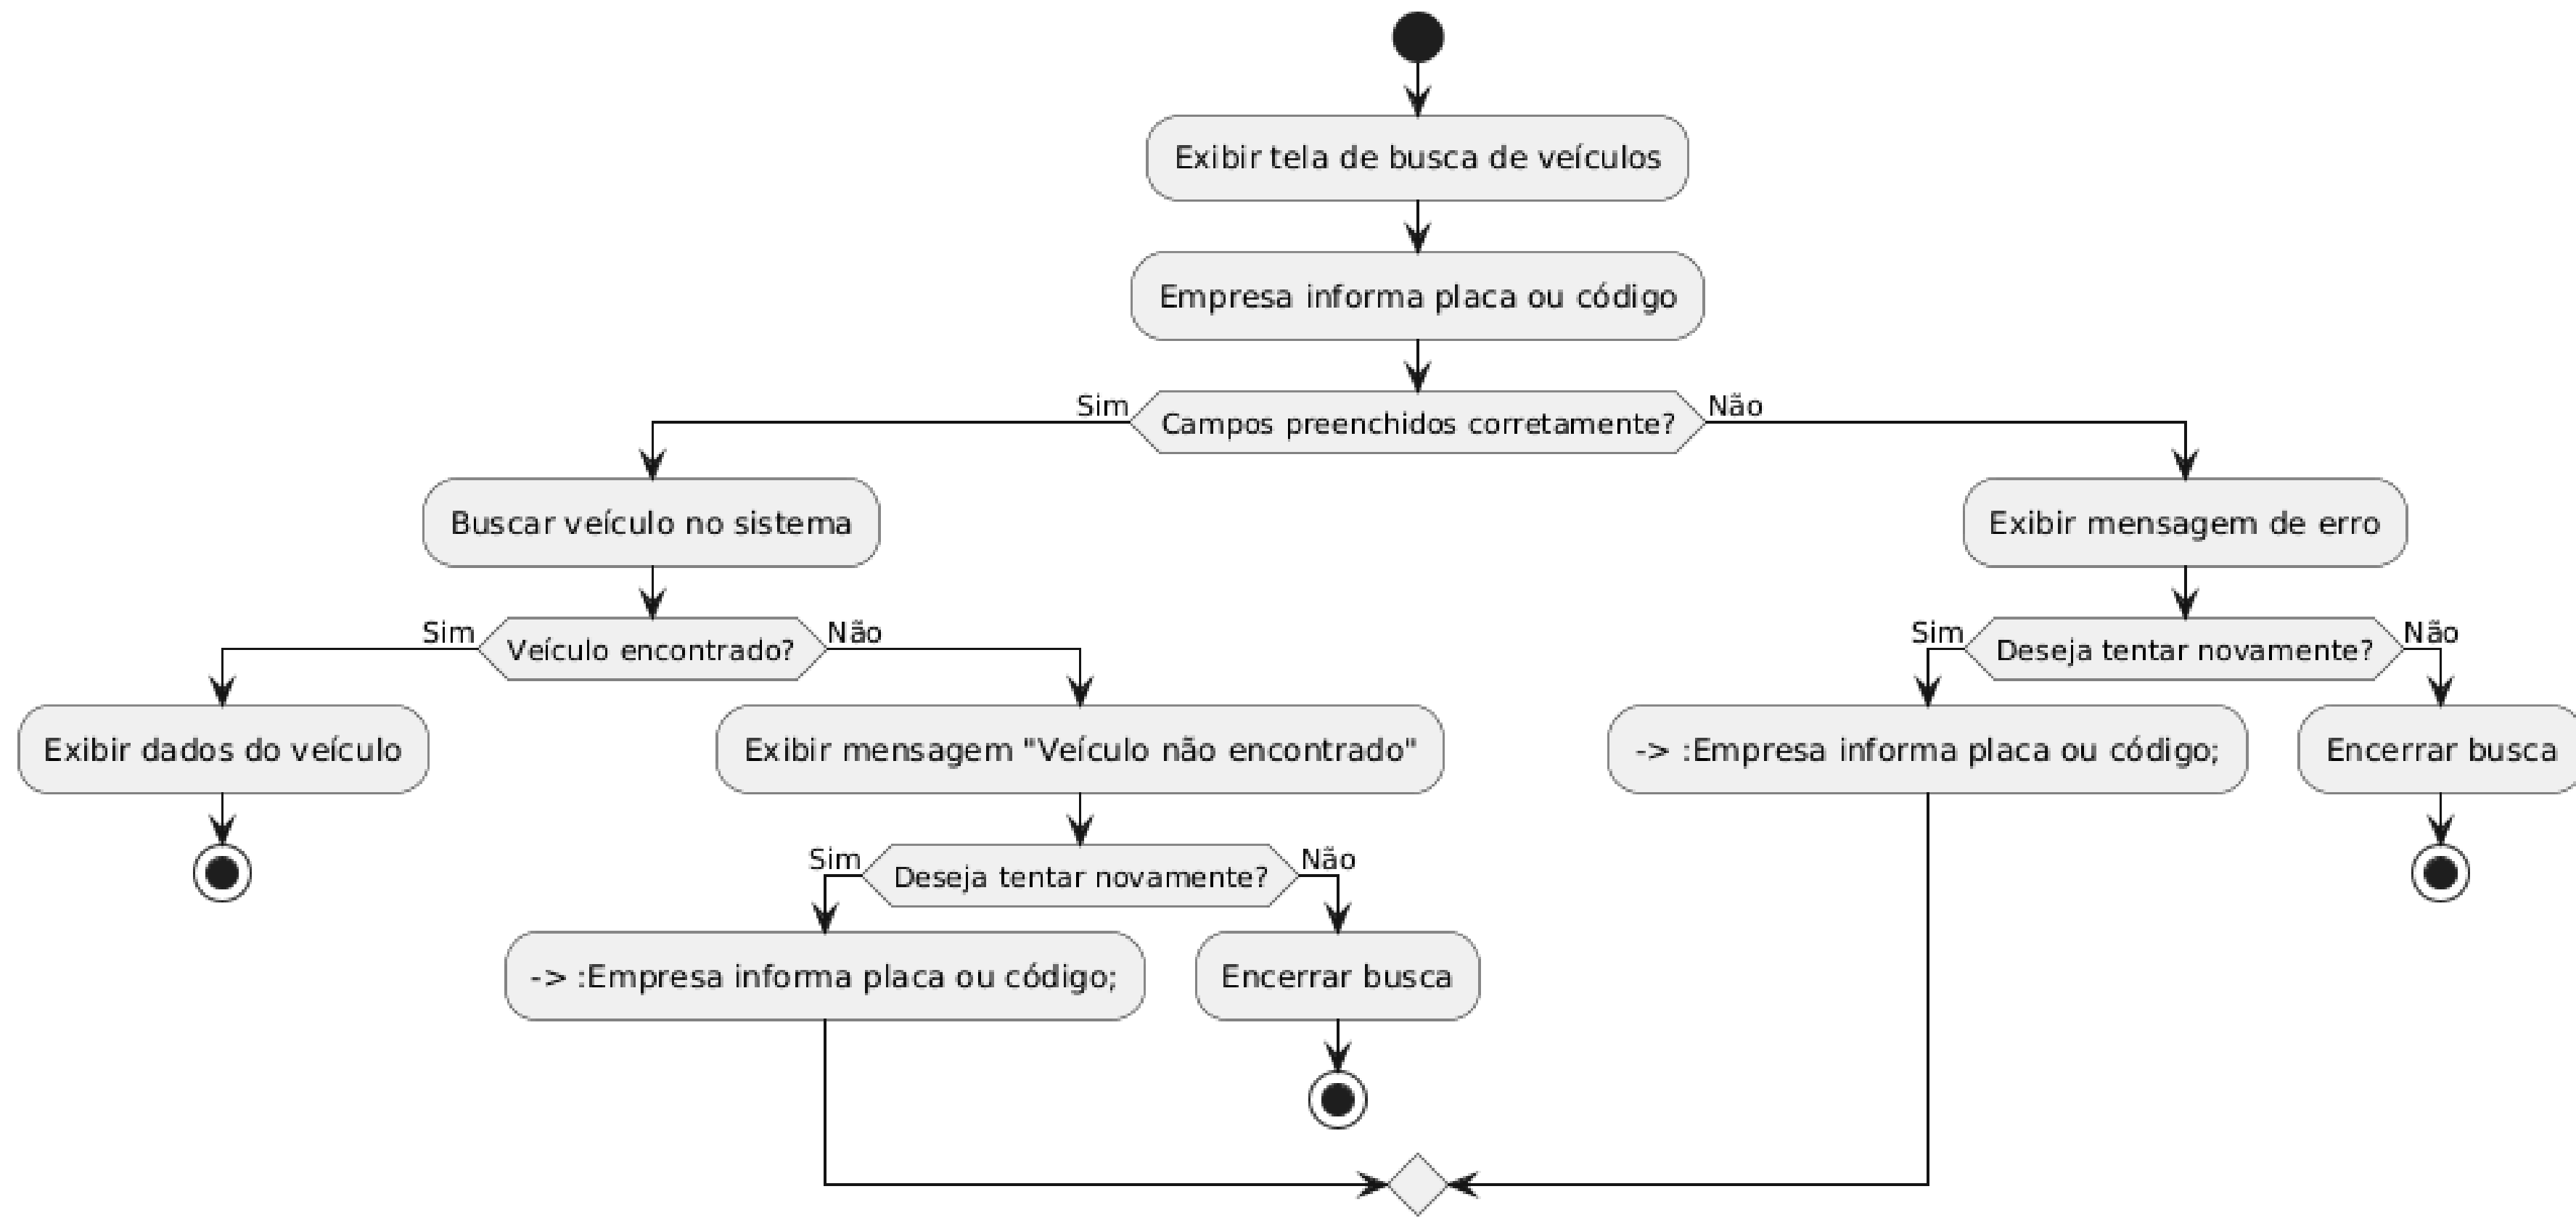 Exibir tela de busca de veículos
Empresa informa placa ou código
Sim
Campos preenchidos corretamente?
Não
Buscar veículo no sistema
Exibir mensagem de erro
Sim
Veículo encontrado?
Não
Sim
Deseja tentar novamente?
Não
Exibir dados do veículo
Exibir mensagem "Veículo não encontrado"
-> :Empresa informa placa ou código;
Encerrar busca
Sim
Deseja tentar novamente?
Não
-> :Empresa informa placa ou código;
Encerrar busca